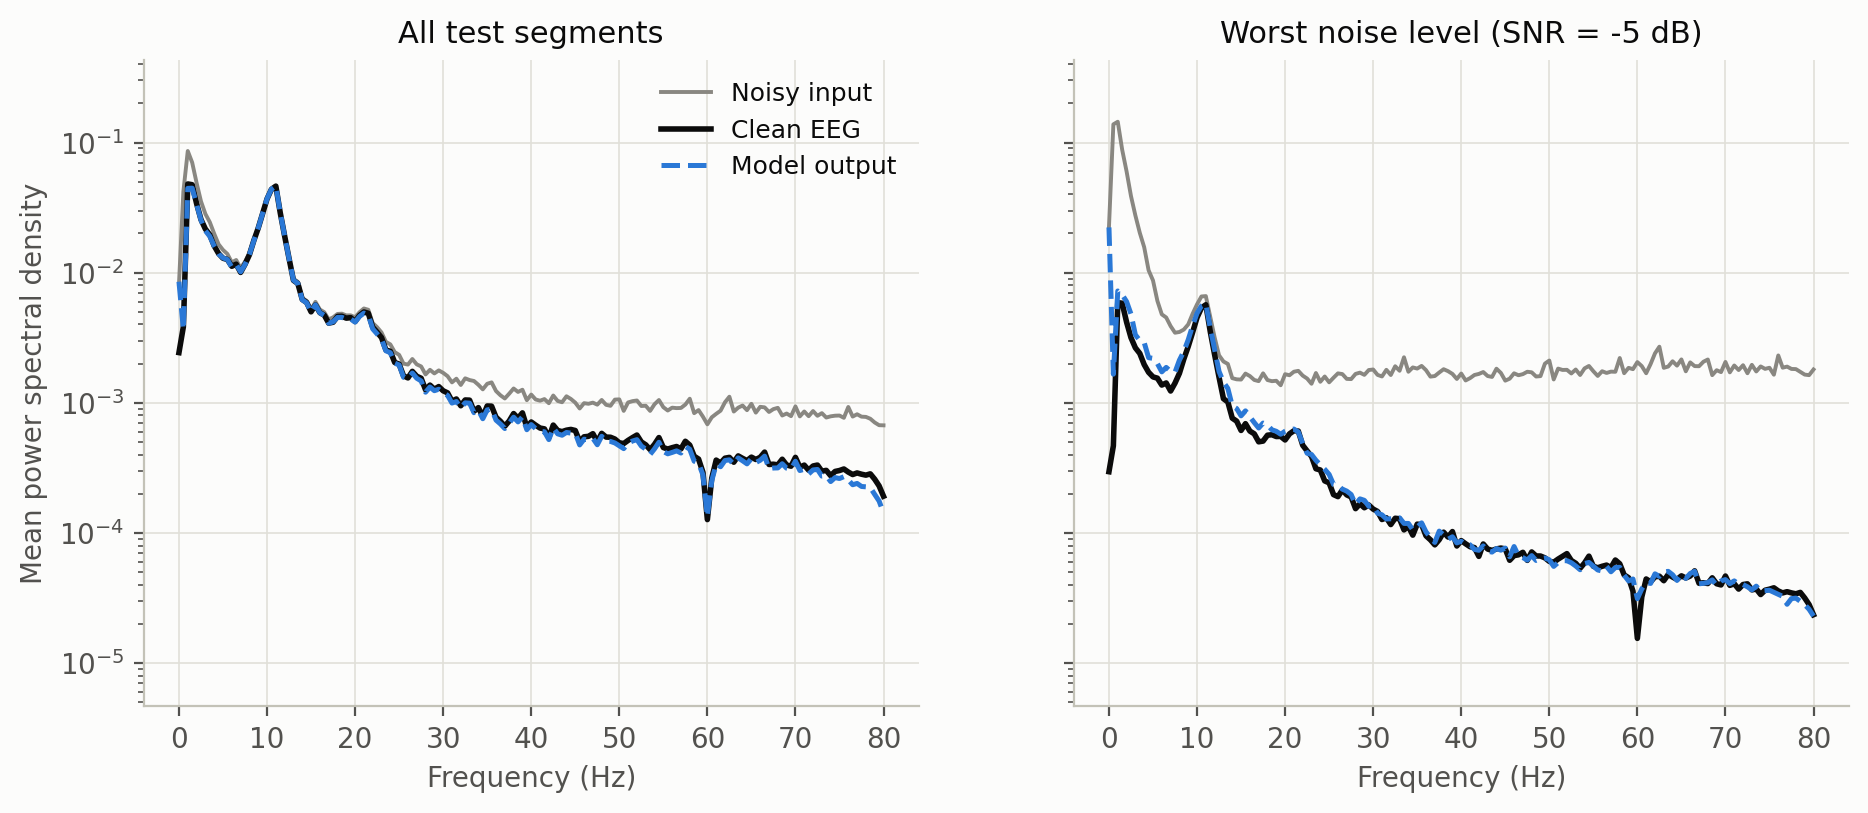 All test segments
Worst noise level (SNR = -5 dB)
Noisy input
Clean EEG
Model output
Mean power spectral density
10⁻¹
10⁻²
10⁻³
10⁻⁴
10⁻⁵
0 10 20 30 40 50 60 70 80
Frequency (Hz)
0 10 20 30 40 50 60 70 80
Frequency (Hz)